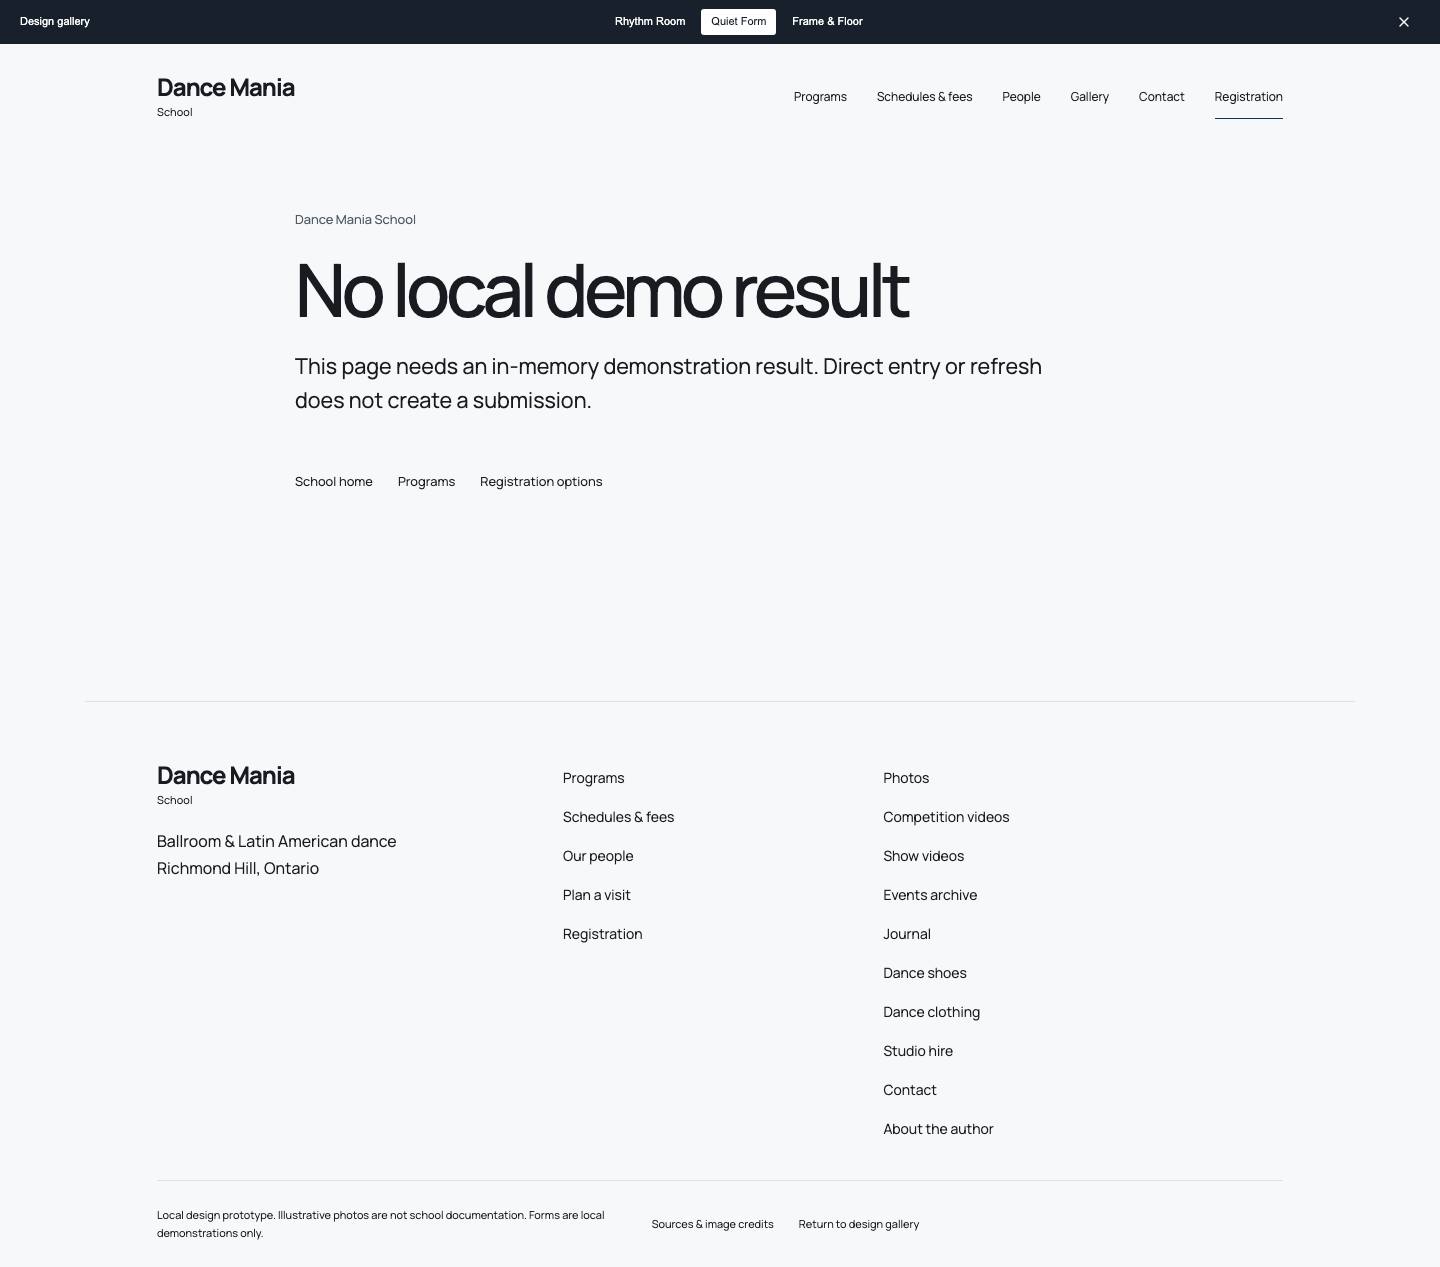 Design gallery
Rhythm Room
Quiet Form
Frame & Floor
Dance Mania
School
Programs
Schedules & fees
People
Gallery
Contact
Registration
Dance Mania School
No local demo result
This page needs an in-memory demonstration result. Direct entry or refresh
does not create a submission.
School home
Programs
Registration options
Dance Mania
School
Ballroom & Latin American dance
Richmond Hill, Ontario
Programs
Schedules & fees
Our people
Plan a visit
Registration
Photos
Competition videos
Show videos
Events archive
Journal
Dance shoes
Dance clothing
Studio hire
Contact
About the author
Local design prototype. Illustrative photos are not school documentation. Forms are local
demonstrations only.
Sources & image credits
Return to design gallery